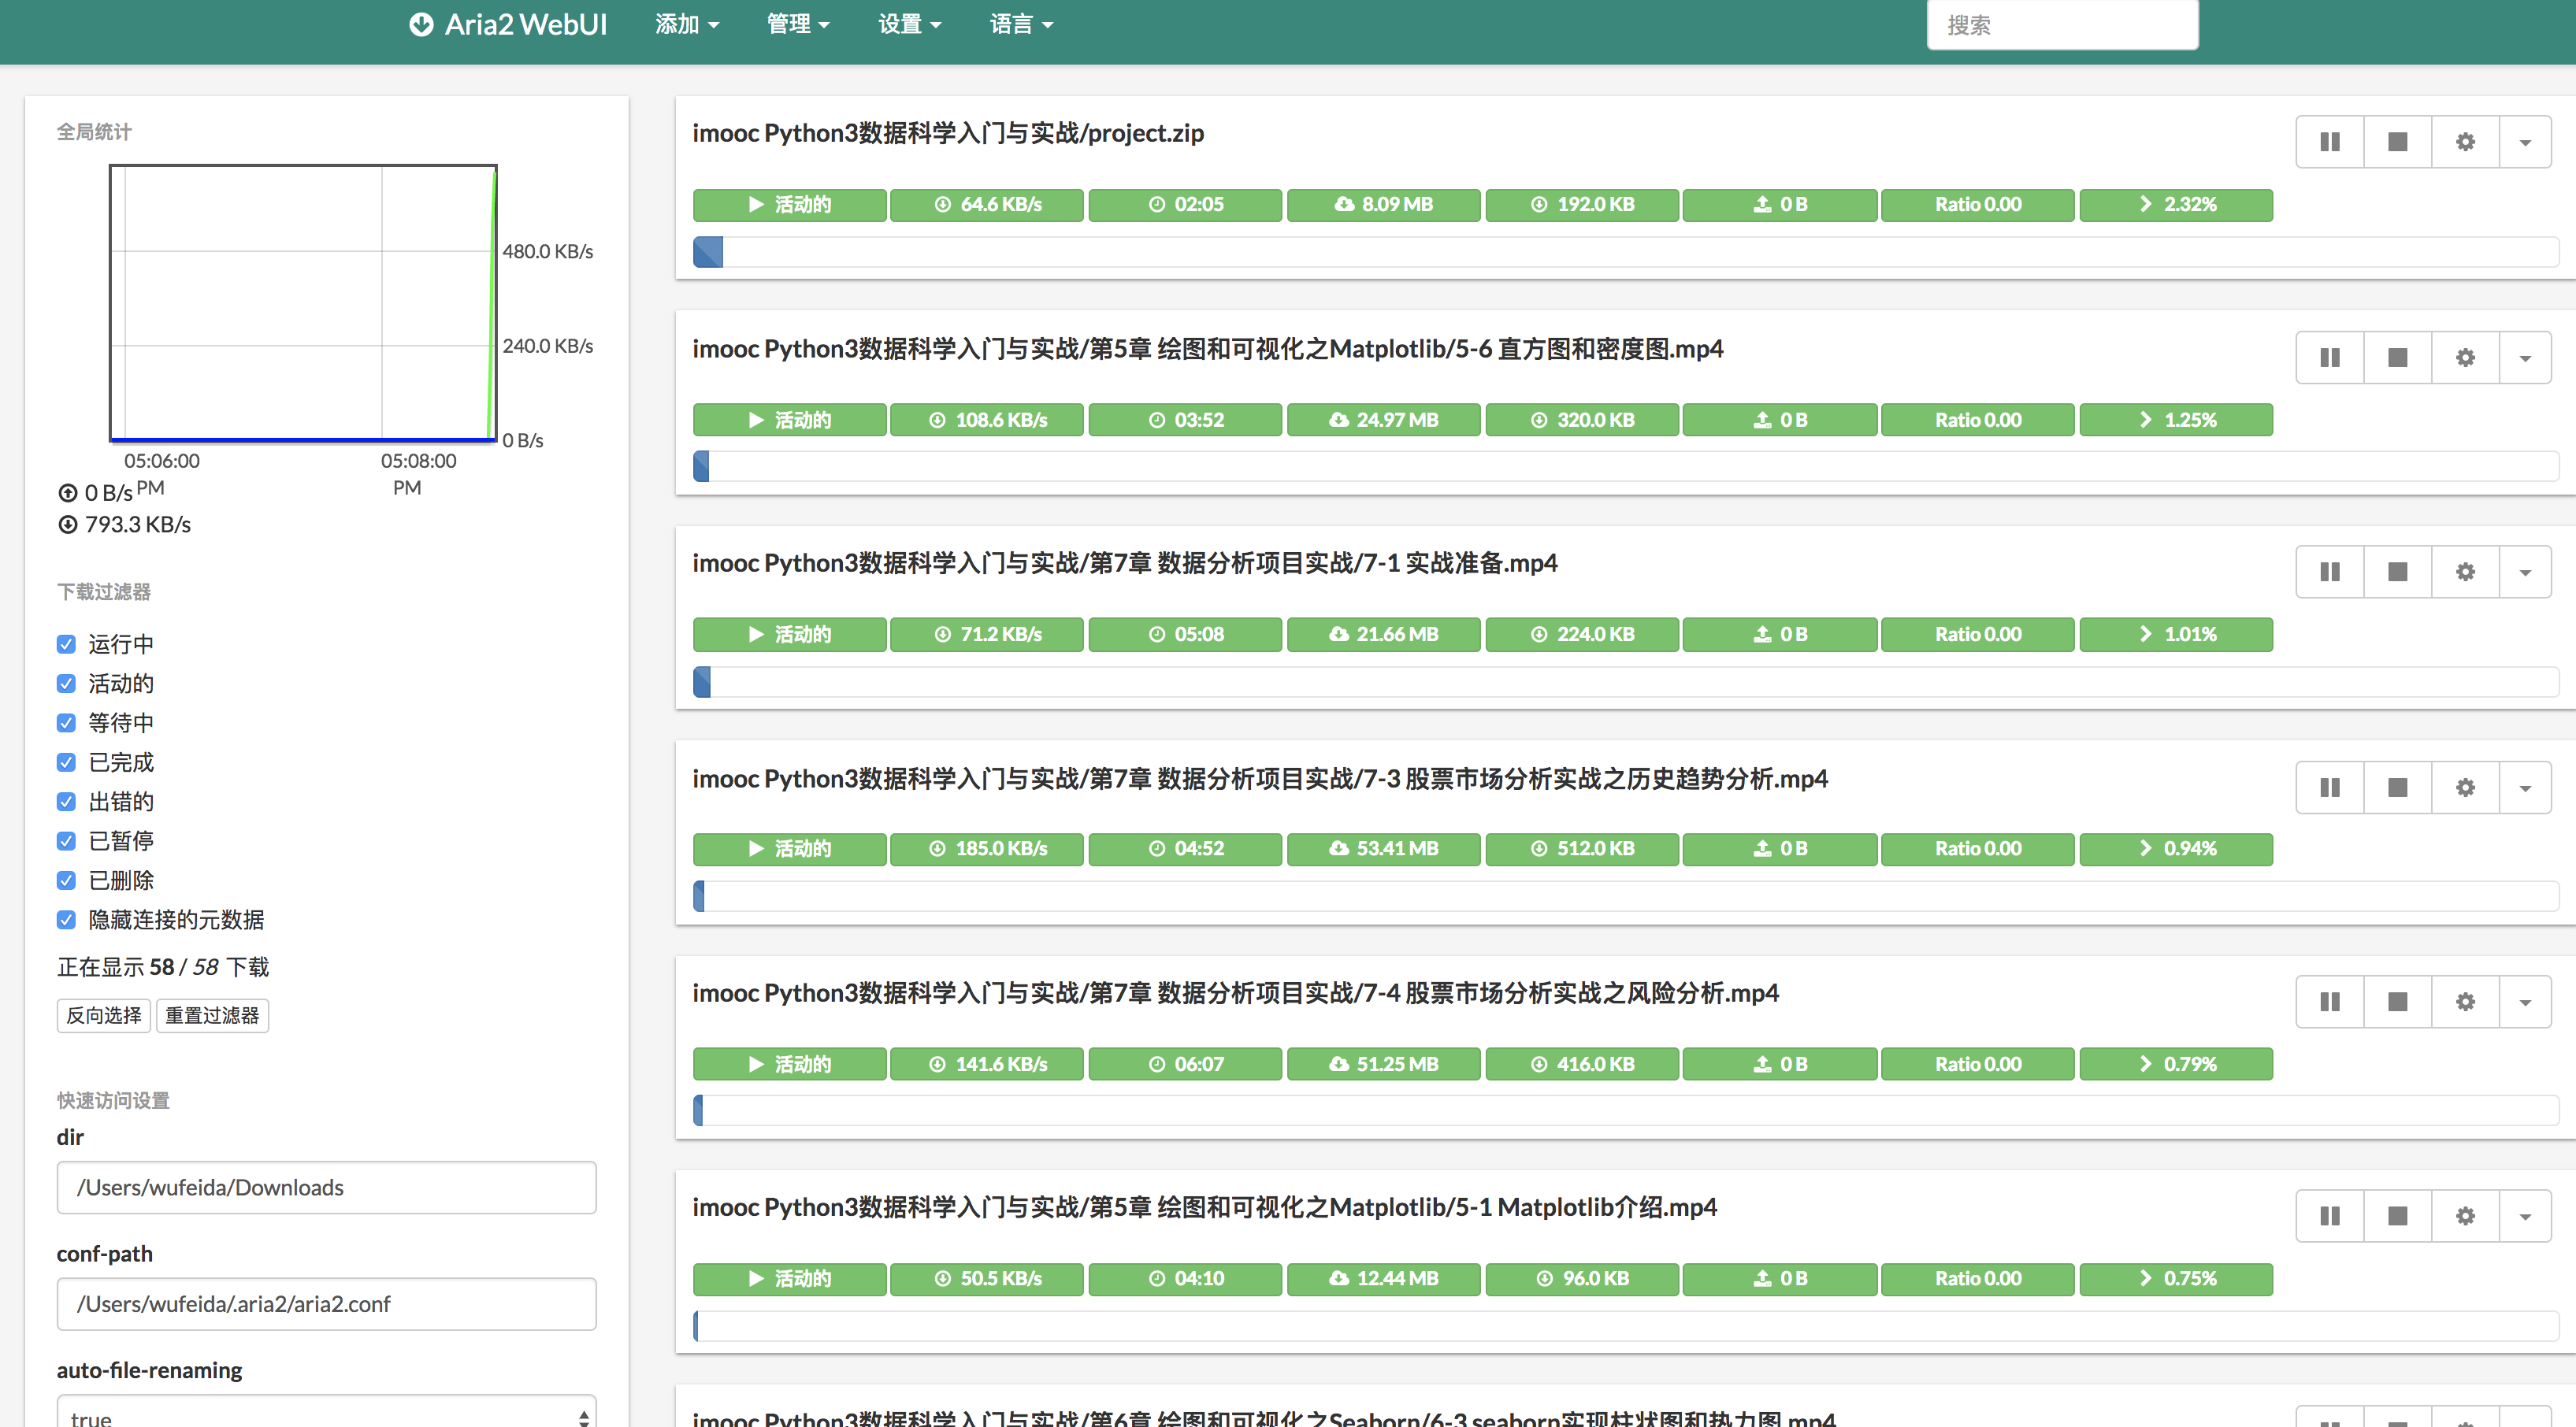 Aria2 WebUI 添加 管理 设置 语言 搜索
全局统计
480.0 KB/s
240.0 KB/s
0 B/s
05:06:00 PM
05:08:00 PM
0 B/s
793.3 KB/s
下载过滤器
运行中
活动的
等待中
已完成
出错的
已暂停
已删除
隐藏连接的元数据
正在显示 58 / 58 下载
反向选择 重置过滤器
快速访问设置
dir
/Users/wufeida/Downloads
conf-path
/Users/wufeida/.aria2/aria2.conf
auto-file-renaming
true
imooc Python3数据科学入门与实战/project.zip
活动的 64.6 KB/s 02:05 8.09 MB 192.0 KB 0 B Ratio 0.00 2.32%
imooc Python3数据科学入门与实战/第5章 绘图和可视化之Matplotlib/5-6 直方图和密度图.mp4
活动的 108.6 KB/s 03:52 24.97 MB 320.0 KB 0 B Ratio 0.00 1.25%
imooc Python3数据科学入门与实战/第7章 数据分析项目实战/7-1 实战准备.mp4
活动的 71.2 KB/s 05:08 21.66 MB 224.0 KB 0 B Ratio 0.00 1.01%
imooc Python3数据科学入门与实战/第7章 数据分析项目实战/7-3 股票市场分析实战之历史趋势分析.mp4
活动的 185.0 KB/s 04:52 53.41 MB 512.0 KB 0 B Ratio 0.00 0.94%
imooc Python3数据科学入门与实战/第7章 数据分析项目实战/7-4 股票市场分析实战之风险分析.mp4
活动的 141.6 KB/s 06:07 51.25 MB 416.0 KB 0 B Ratio 0.00 0.79%
imooc Python3数据科学入门与实战/第5章 绘图和可视化之Matplotlib/5-1 Matplotlib介绍.mp4
活动的 50.5 KB/s 04:10 12.44 MB 96.0 KB 0 B Ratio 0.00 0.75%
imooc Python3数据科学入门与实战/第6章 绘图和可视化之Seaborn/6-3 seaborn实现柱状图和热力图.mp4